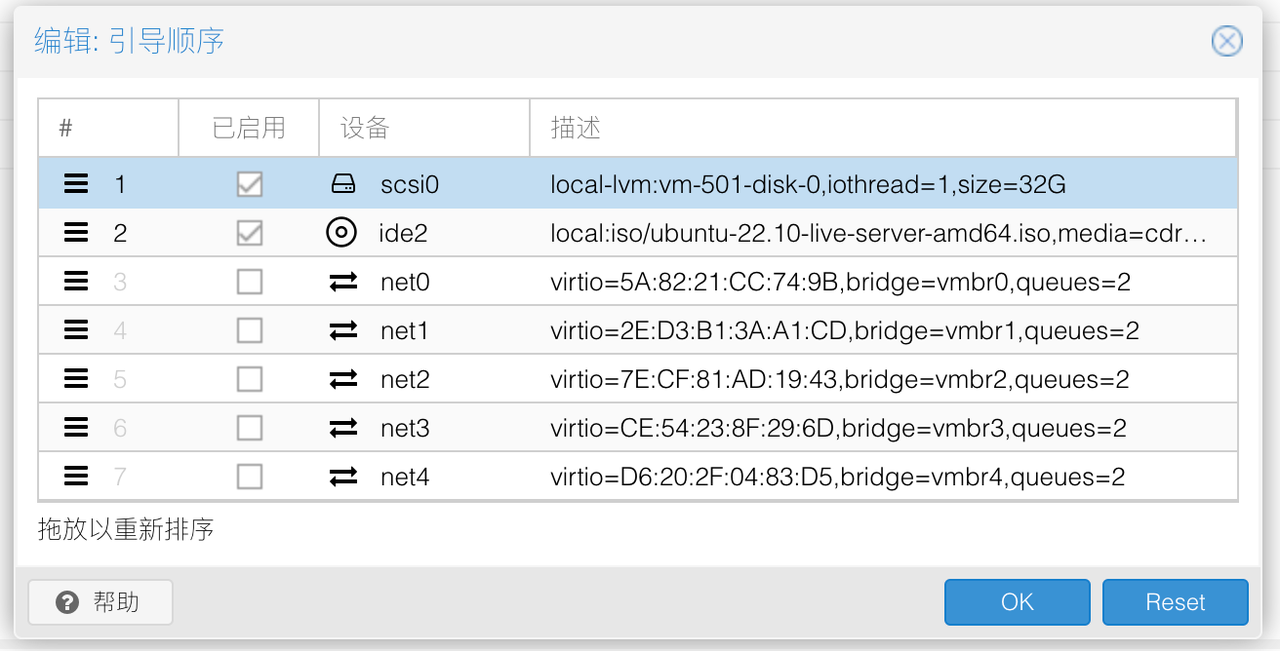 编辑: 引导顺序
# 已启用 设备 描述
1 scsi0 local-lvm:vm-501-disk-0,iothread=1,size=32G
2 ide2 local:iso/ubuntu-22.10-live-server-amd64.iso,media=cdr...
3 net0 virtio=5A:82:21:CC:74:9B,bridge=vmbr0,queues=2
4 net1 virtio=2E:D3:B1:3A:A1:CD,bridge=vmbr1,queues=2
5 net2 virtio=7E:CF:81:AD:19:43,bridge=vmbr2,queues=2
6 net3 virtio=CE:54:23:8F:29:6D,bridge=vmbr3,queues=2
7 net4 virtio=D6:20:2F:04:83:D5,bridge=vmbr4,queues=2
拖放以重新排序
帮助 OK Reset